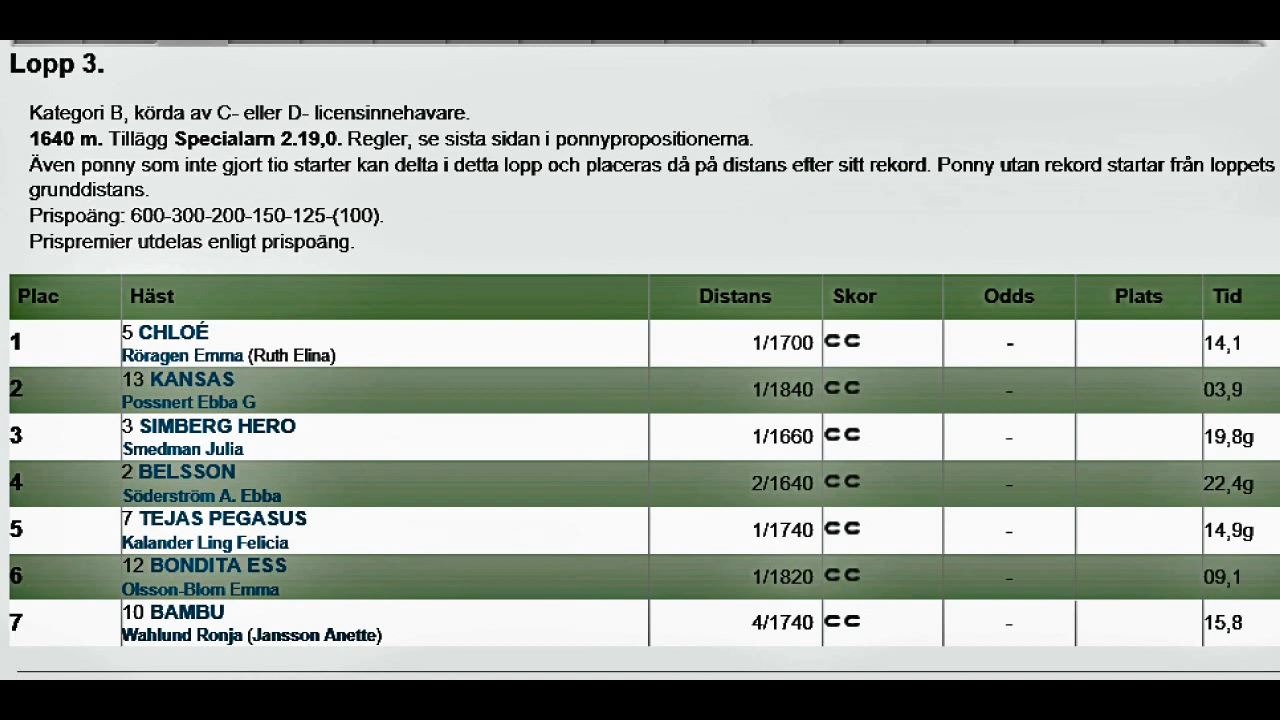 Lopp 3.
Kategori B, körda av C- eller D- licensinnehavare.
1640 m. Tillägg Specialarn 2.19,0. Regler, se sista sidan i ponnypropositionerna.
Även ponny som inte gjort tio starter kan delta i detta lopp och placeras då på distans efter sitt rekord. Ponny utan rekord startar från loppets
grunddistans.
Prispoäng: 600-300-200-150-125-(100).
Prispremier utdelas enligt prispoäng.
Plac Häst Distans Skor Odds Plats Tid
1 5 CHLOÉ 1/1700 C C - 14,1
Röragen Emma (Ruth Elina)
2 13 KANSAS 1/1840 C C - 03,9
Possnert Ebba G
3 3 SIMBERG HERO 1/1660 C C - 19,8g
Smedman Julia
4 2 BELSSON 2/1640 C C - 22,4g
Söderström A. Ebba
5 7 TEJAS PEGASUS 1/1740 C C - 14,9g
Kalander Ling Felicia
6 12 BONDITA ESS 1/1820 C C - 09,1
Olsson-Blom Emma
7 10 BAMBU 4/1740 C C - 15,8
Wahlund Ronja (Jansson Anette)